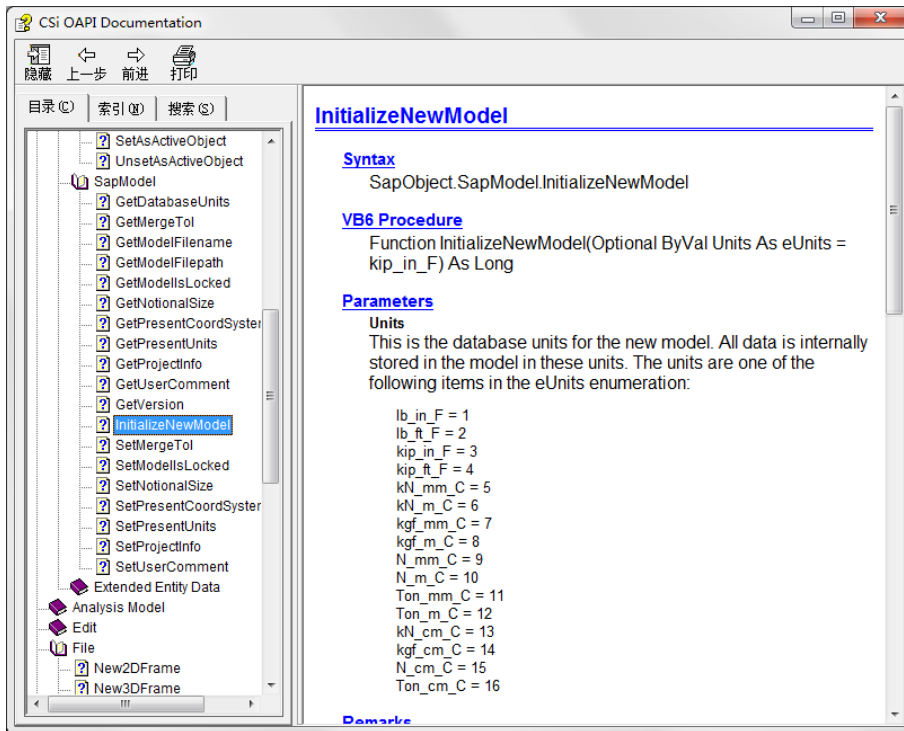 CSi OAPI Documentation
隐藏 上一步 前进 打印
目录(C) 索引(N) 搜索(S)
SetAsActiveObject
UnsetAsActiveObject
SapModel
GetDatabaseUnits
GetMergeTol
GetModelFilename
GetModelFilepath
GetModelIsLocked
GetNotionalSize
GetPresentCoordSyster
GetPresentUnits
GetProjectInfo
GetUserComment
GetVersion
InitializeNewModel
SetMergeTol
SetModelIsLocked
SetNotionalSize
SetPresentCoordSyster
SetPresentUnits
SetProjectInfo
SetUserComment
Extended Entity Data
Analysis Model
Edit
File
New2DFrame
New3DFrame
InitializeNewModel
Syntax
SapObject.SapModel.InitializeNewModel
VB6 Procedure
Function InitializeNewModel(Optional ByVal Units As eUnits =
kip_in_F) As Long
Parameters
Units
This is the database units for the new model. All data is internally
stored in the model in these units. The units are one of the
following items in the eUnits enumeration:
lb_in_F = 1
lb_ft_F = 2
kip_in_F = 3
kip_ft_F = 4
kN_mm_C = 5
kN_m_C = 6
kgf_mm_C = 7
kgf_m_C = 8
N_mm_C = 9
N_m_C = 10
Ton_mm_C = 11
Ton_m_C = 12
kN_cm_C = 13
kgf_cm_C = 14
N_cm_C = 15
Ton_cm_C = 16
Remarks